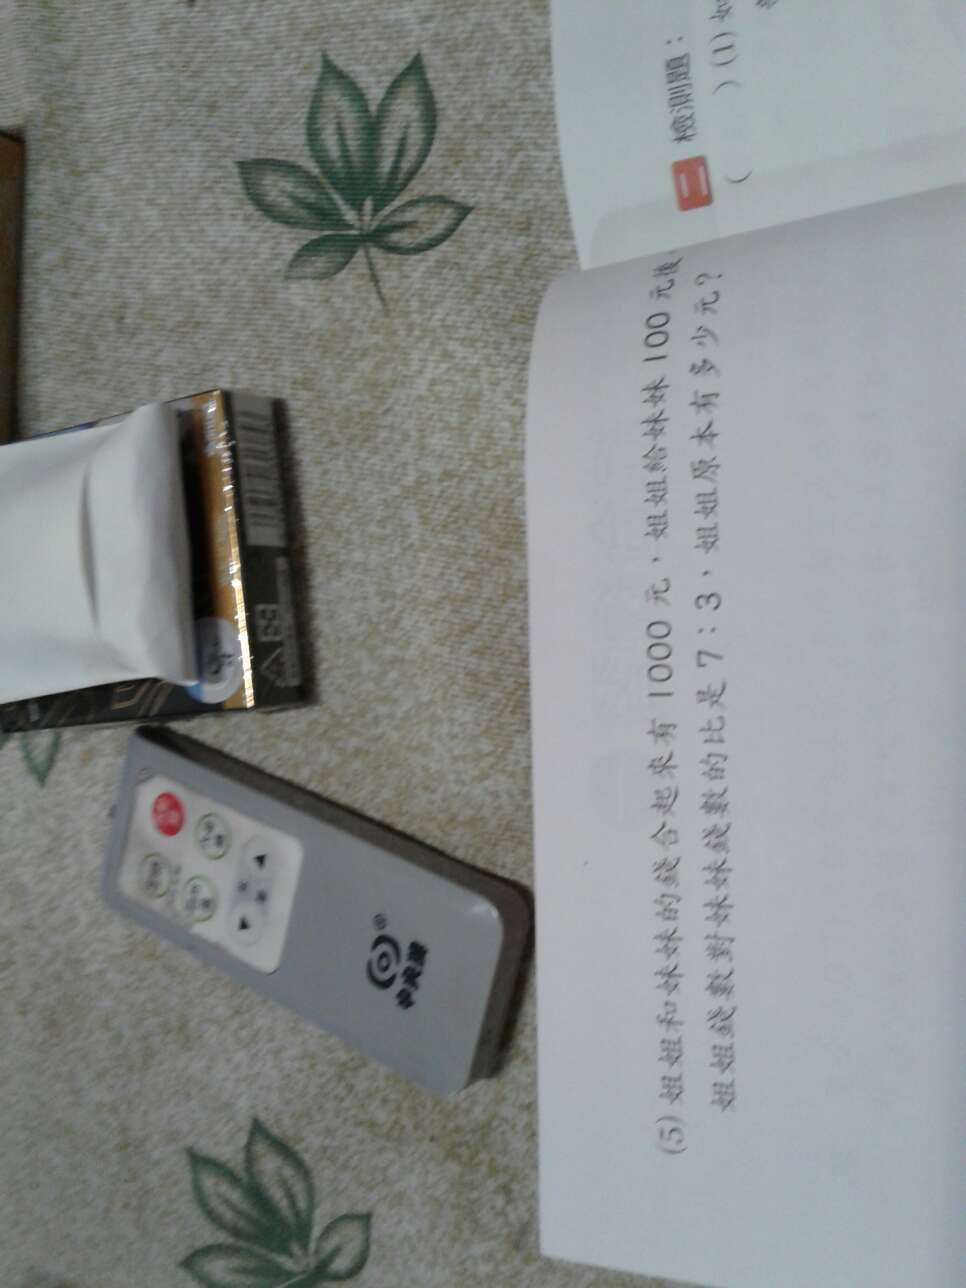 (5) 姐姐和妹妹的錢合起來有 1000 元，姐姐給妹妹 100 元後
姐姐錢數對妹妹錢數的比是 7：3，姐姐原本有多少元？
二 檢測題：
( ) (1) 如